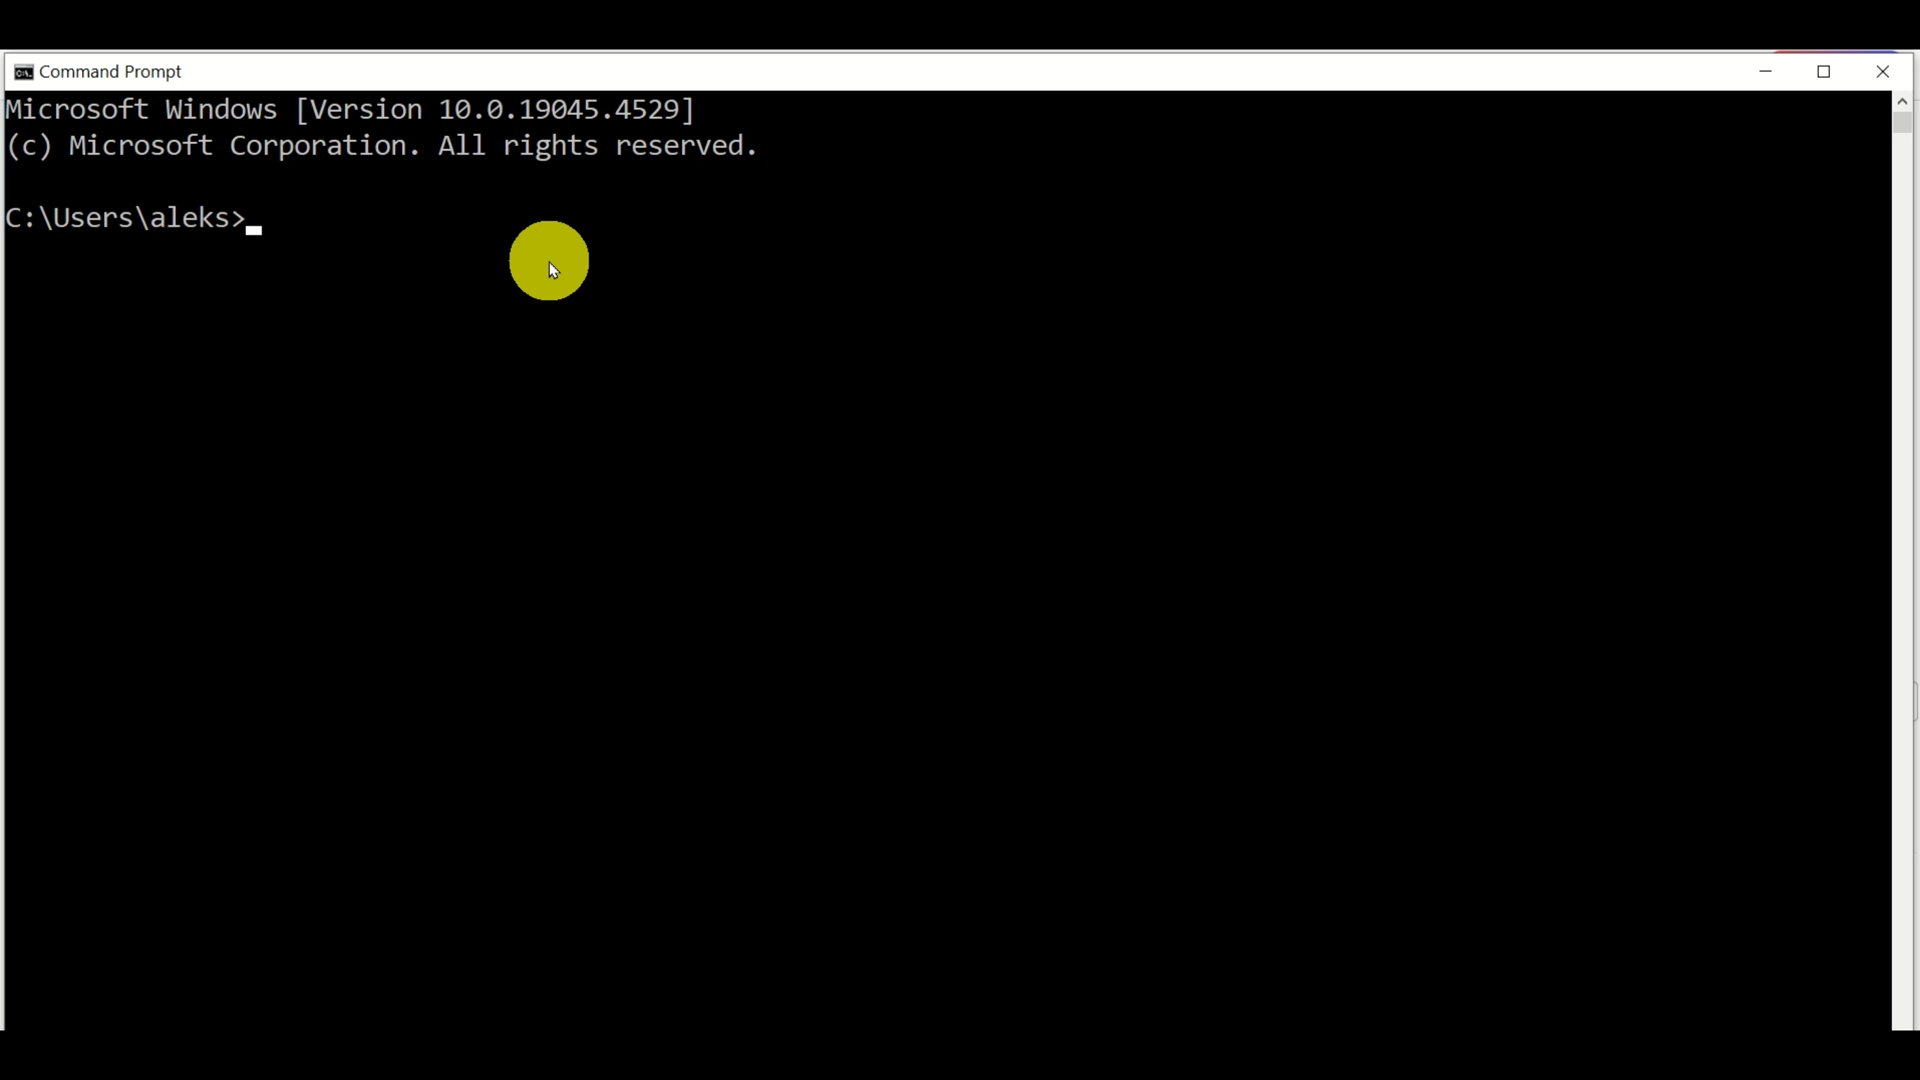 Command Prompt
Microsoft Windows [Version 10.0.19045.4529]
(c) Microsoft Corporation. All rights reserved.
C:\Users\aleks>